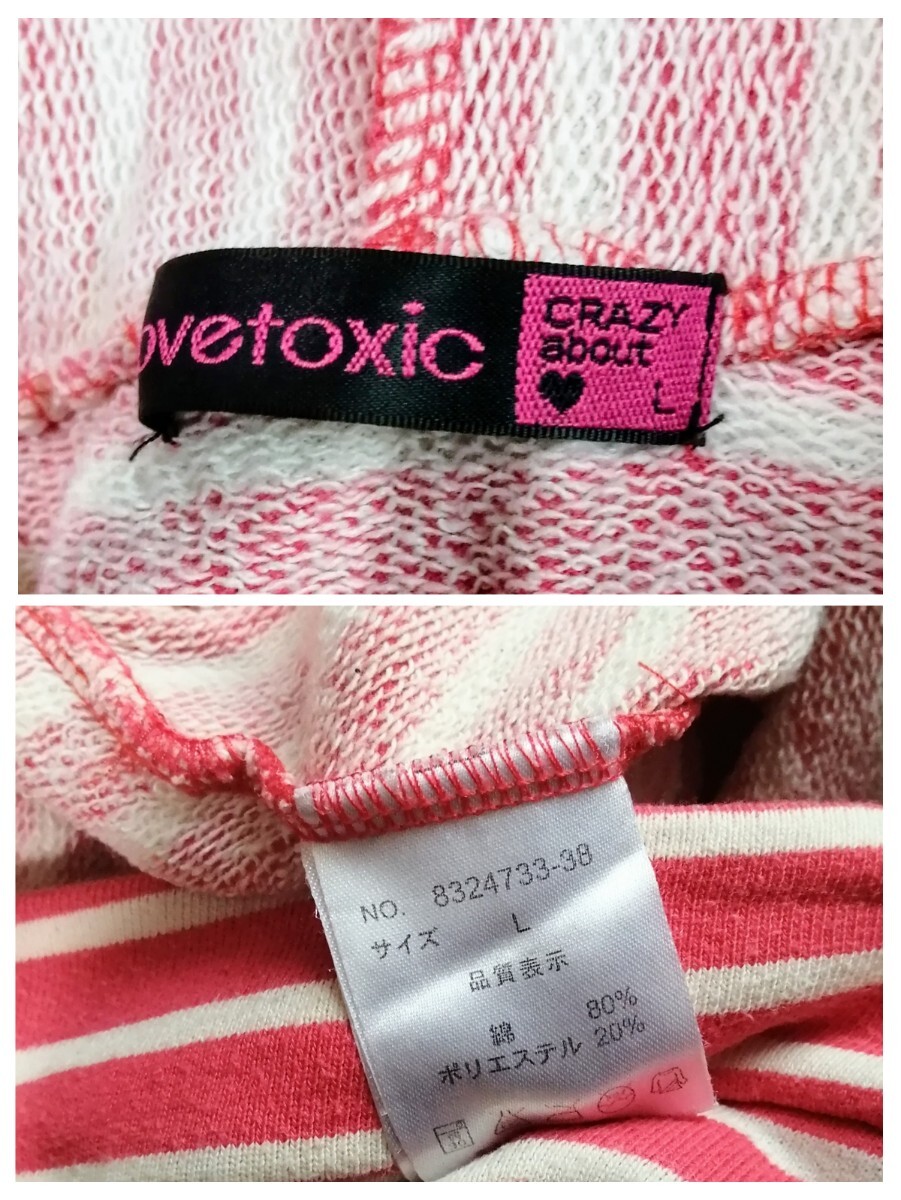 ovetoxic
CRAZY
about
♥ L
NO. 8324733-38
サイズ L
品質表示
綿 80%
ポリエステル 20%